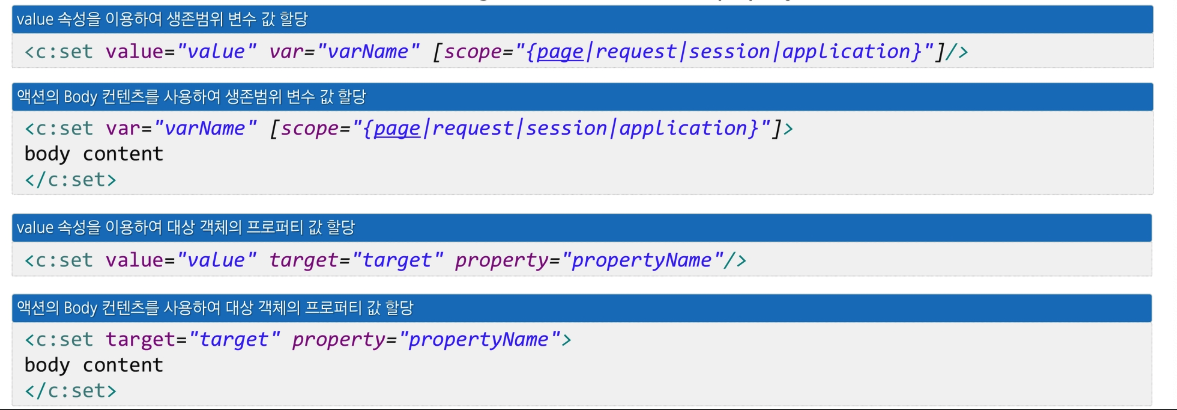 value 속성을 이용하여 생존범위 변수 값 할당
<c:set value="value" var="varName" [scope="{page|request|session|application}"]/>
액션의 Body 컨텐츠를 사용하여 생존범위 변수 값 할당
<c:set var="varName" [scope="{page|request|session|application}"]>
body content
</c:set>
value 속성을 이용하여 대상 객체의 프로퍼티 값 할당
<c:set value="value" target="target" property="propertyName"/>
액션의 Body 컨텐츠를 사용하여 대상 객체의 프로퍼티 값 할당
<c:set target="target" property="propertyName">
body content
</c:set>